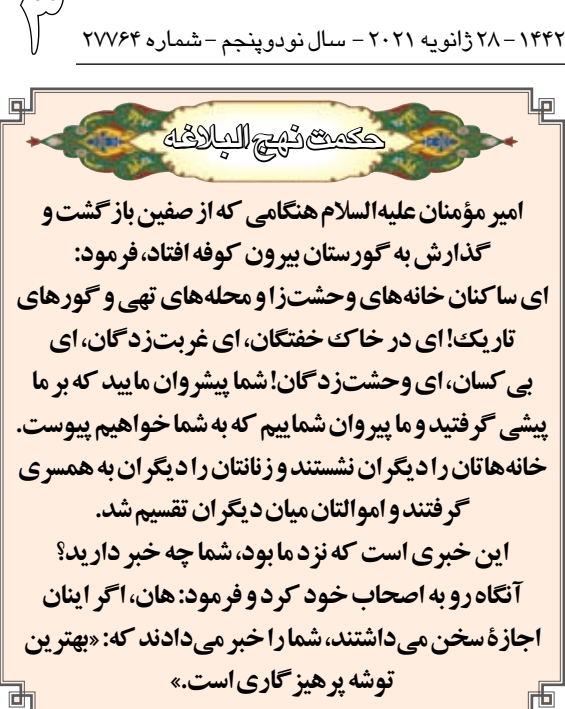 ۳
۱۴۴۲ – ۲۸ ژانویه ۲۰۲۱ – سال نودوپنجم – شماره ۲۷۷۶۴
حکمت نهج البلاغه
امیر مؤمنان علیه‌السلام هنگامی که از صفین بازگشت و
گذارش به گورستان بیرون کوفه افتاد، فرمود:
ای ساکنان خانه‌های وحشت‌زا و محله‌های تهی و گورهای
تاریک! ای در خاک خفتگان، ای غربت‌زدگان، ای
بی کسان، ای وحشت‌زدگان! شما پیشروان مایید که بر ما
پیشی گرفتید و ما پیروان شماییم که به شما خواهیم پیوست.
خانه‌هاتان را دیگران نشستند و زنانتان را دیگران به همسری
گرفتند و اموالتان میان دیگران تقسیم شد.
این خبری است که نزد ما بود، شما چه خبر دارید؟
آنگاه رو به اصحاب خود کرد و فرمود: هان، اگر اینان
اجازهٔ سخن می‌داشتند، شما را خبر می‌دادند که: «بهترین
توشه پرهیزگاری است.»